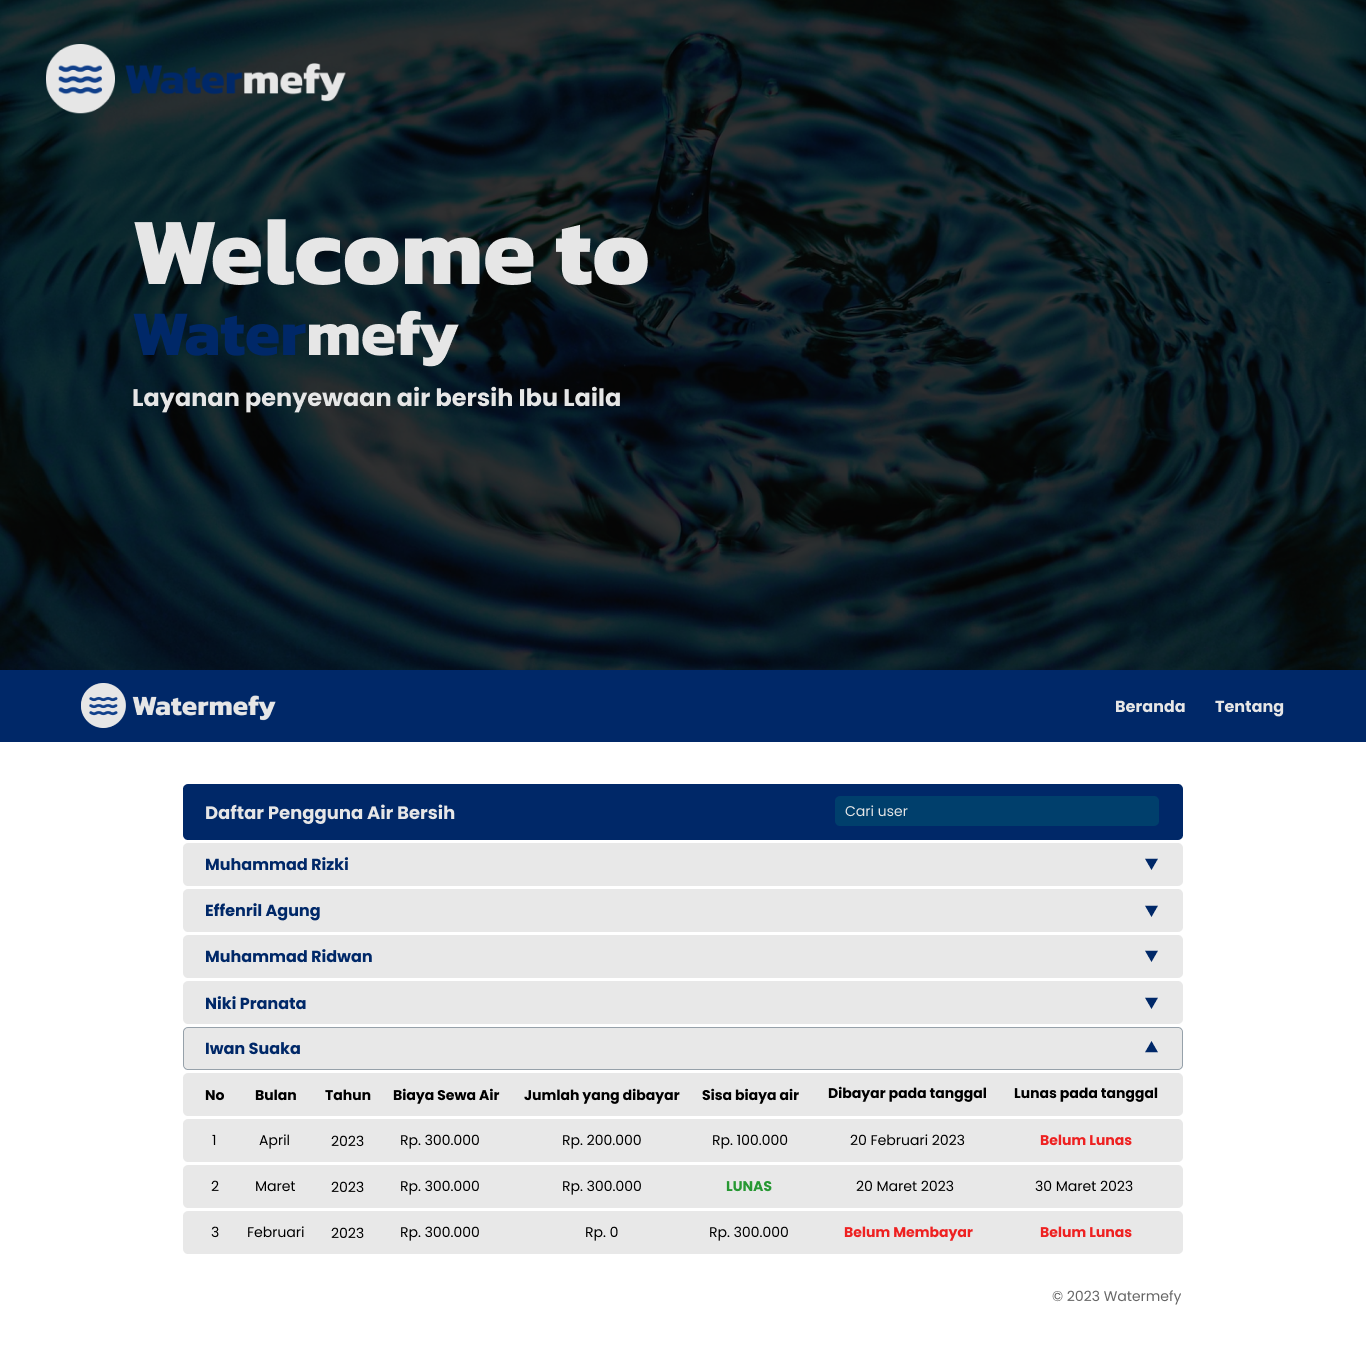 Watermefy
Welcome to
Watermefy
Layanan penyewaan air bersih Ibu Laila
Watermefy Beranda Tentang
Daftar Pengguna Air Bersih Cari user
Muhammad Rizki ▼
Effenril Agung ▼
Muhammad Ridwan ▼
Niki Pranata ▼
Iwan Suaka ▲
No Bulan Tahun Biaya Sewa Air Jumlah yang dibayar Sisa biaya air Dibayar pada tanggal Lunas pada tanggal
1 April 2023 Rp. 300.000 Rp. 200.000 Rp. 100.000 20 Februari 2023 Belum Lunas
2 Maret 2023 Rp. 300.000 Rp. 300.000 LUNAS 20 Maret 2023 30 Maret 2023
3 Februari 2023 Rp. 300.000 Rp. 0 Rp. 300.000 Belum Membayar Belum Lunas
© 2023 Watermefy